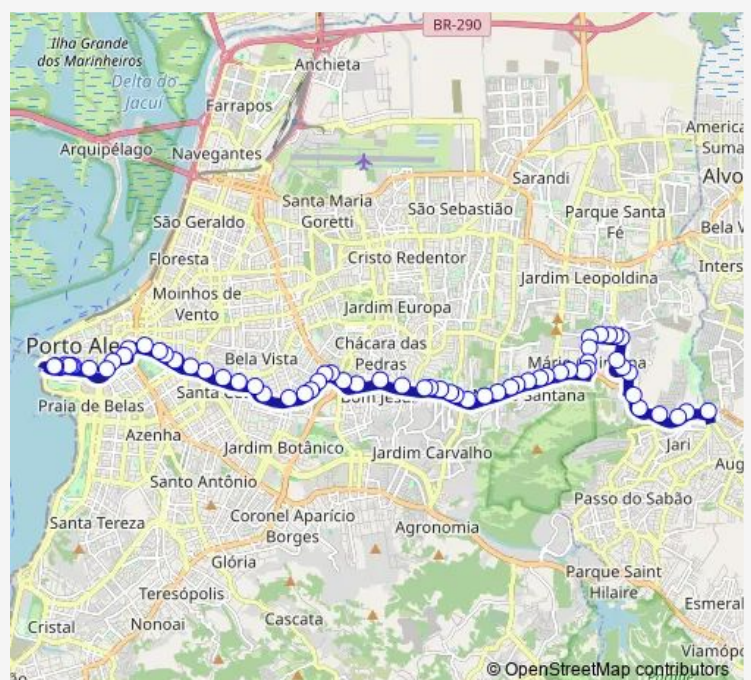 BR-290
Ilha Grande
dos Marinheiros
Anchieta
Delta do
Jacuí
Farrapos
Arquipélago
Navegantes
America
Suma
Sarandi
Alvo
Santa Maria
Goretti
São Sebastião
Parque Santa
Fé
São Geraldo
Bela V
Floresta
Cristo Redentor
Inters
Jardim Leopoldina
Moinhos de
Vento
Jardim Europa
Porto Ale
Chácara das
Pedras
Bela Vista
Mário
Santa
Santana
Praia de Belas
Azenha
Jari
Jardim Botânico
Jardim Carvalho
Aug
Santo Antônio
Passo do Sabão
Santa Tereza
Coronel Aparício
Borges
Agronomia
Glória
Parque Saint
Hilaire
Teresópolis
Esmeral
Cristal
Nonoai
Cascata
Viamópo
© OpenStreetMap contributors